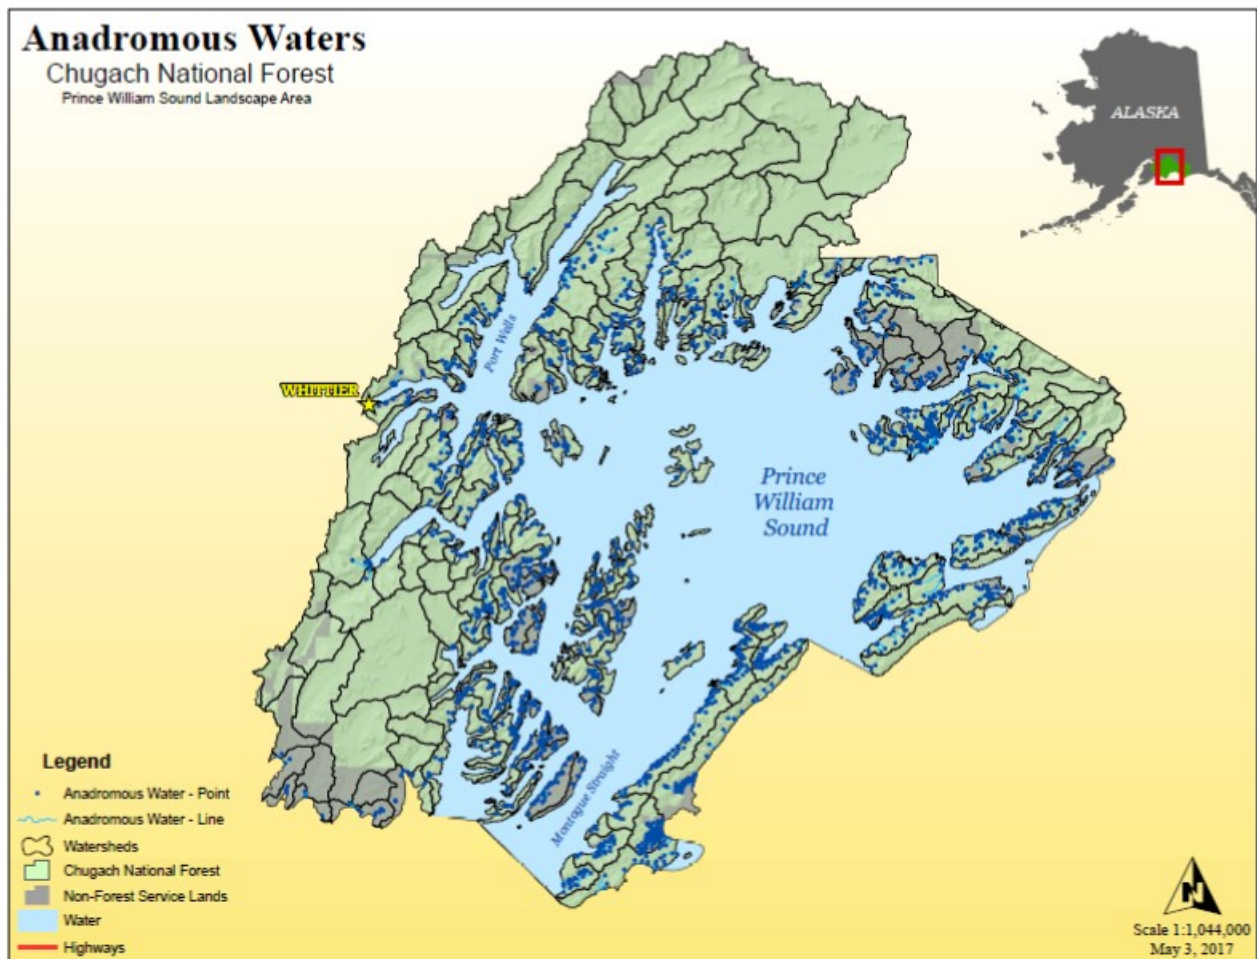 Anadromous Waters
Chugach National Forest
Prince William Sound Landscape Area
ALASKA
Port Wells
WHITTIER
Prince
William
Sound
Montogue Straight
Legend
Anadromous Water - Point
Anadromous Water - Line
Watersheds
Chugach National Forest
Non-Forest Service Lands
Water
Highways
N
Scale 1:1,044,000
May 3, 2017